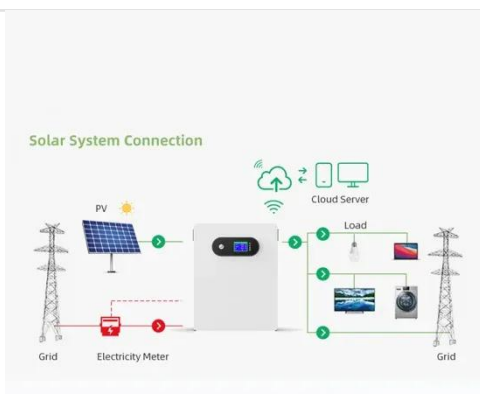 Solar System Connection
Cloud Server
PV
Load
Grid
Electricity Meter
Grid